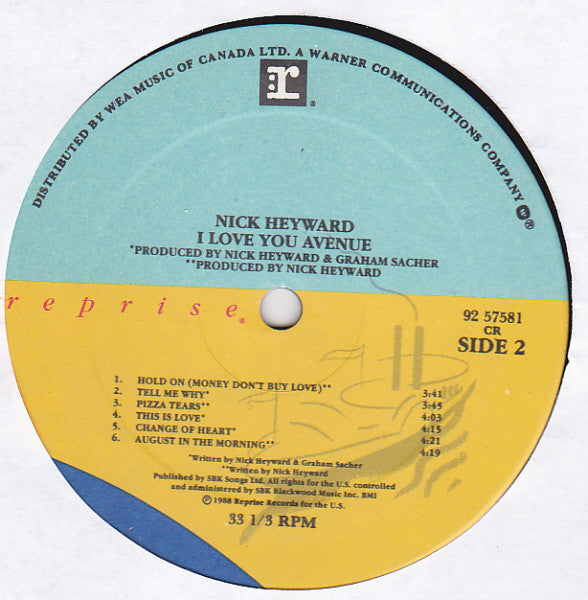 DISTRIBUTED BY WEA MUSIC OF CANADA LTD. A WARNER COMMUNICATIONS COMPANY W ®
r ®
NICK HEYWARD
I LOVE YOU AVENUE
*PRODUCED BY NICK HEYWARD & GRAHAM SACHER
**PRODUCED BY NICK HEYWARD
reprise®
92 57581
CR
SIDE 2
1. HOLD ON (MONEY DON'T BUY LOVE)** 3:41
2. TELL ME WHY* 3:45
3. PIZZA TEARS** 4:03
4. THIS IS LOVE* 4:15
5. CHANGE OF HEART* 4:21
6. AUGUST IN THE MORNING** 4:19
*Written by Nick Heyward & Graham Sacher
**Written by Nick Heyward
Published by SBK Songs Ltd. All rights for the U.S. controlled
and administered by SBK Blackwood Music Inc. BMI
℗ 1988 Reprise Records for the U.S.
33 1/3 RPM